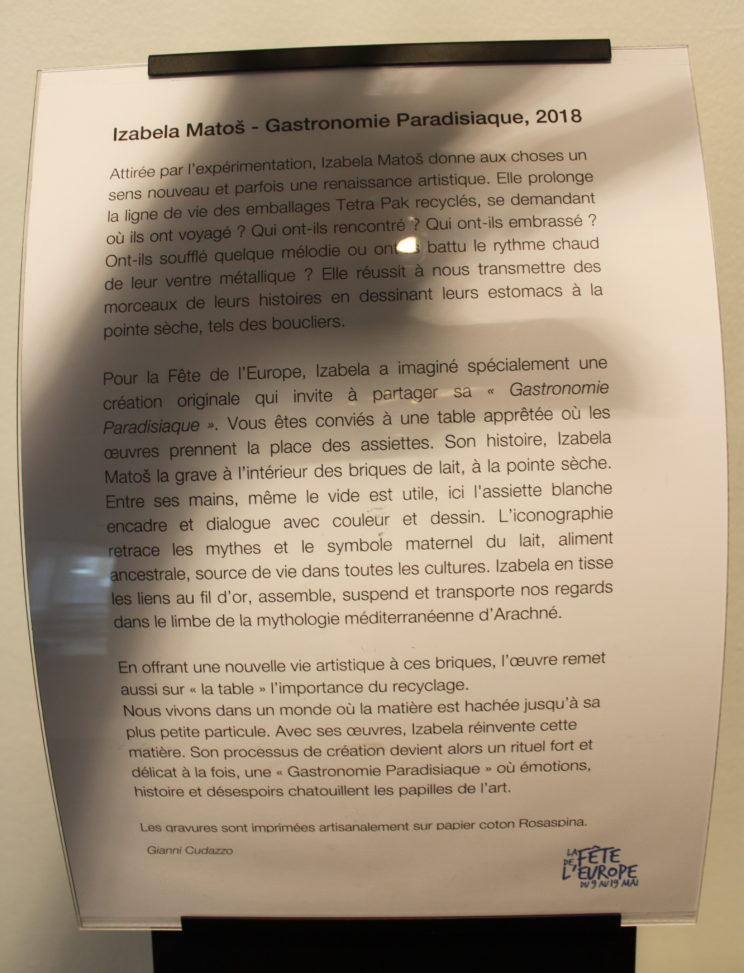 Izabela Matoš - Gastronomie Paradisiaque, 2018
Attirée par l'expérimentation, Izabela Matoš donne aux choses un
sens nouveau et parfois une renaissance artistique. Elle prolonge
la ligne de vie des emballages Tetra Pak recyclés, se demandant
où ils ont voyagé ? Qui ont-ils rencontré ? Qui ont-ils embrassé ?
Ont-ils soufflé quelque mélodie ou battu le rythme chaud
de leur ventre métallique ? Elle réussit à nous transmettre des
morceaux de leurs histoires en dessinant leurs estomacs à la
pointe sèche, tels des boucliers.
Pour la Fête de l'Europe, Izabela a imaginé spécialement une
création originale qui invite à partager sa « Gastronomie
Paradisiaque ». Vous êtes conviés à une table apprêtée où les
œuvres prennent la place des assiettes. Son histoire, Izabela
Matoš la grave à l'intérieur des briques de lait, à la pointe sèche.
Entre ses mains, même le vide est utile, ici l'assiette blanche
encadre et dialogue avec couleur et dessin. L'iconographie
retrace les mythes et le symbole maternel du lait, aliment
ancestrale, source de vie dans toutes les cultures. Izabela en tisse
les liens au fil d'or, assemble, suspend et transporte nos regards
dans le limbe de la mythologie méditerranéenne d'Arachné.
En offrant une nouvelle vie artistique à ces briques, l'œuvre remet
aussi sur « la table » l'importance du recyclage.
Nous vivons dans un monde où la matière est hachée jusqu'à sa
plus petite particule. Avec ses œuvres, Izabela réinvente cette
matière. Son processus de création devient alors un rituel fort et
délicat à la fois, une « Gastronomie Paradisiaque » où émotions,
histoire et désespoirs chatouillent les papilles de l'art.
Les gravures sont imprimées artisanalement sur papier coton Rosaspina.
Gianni Cudazzo
LA FÊTE
DE L'EUROPE
DU 9 AU 19 MAI